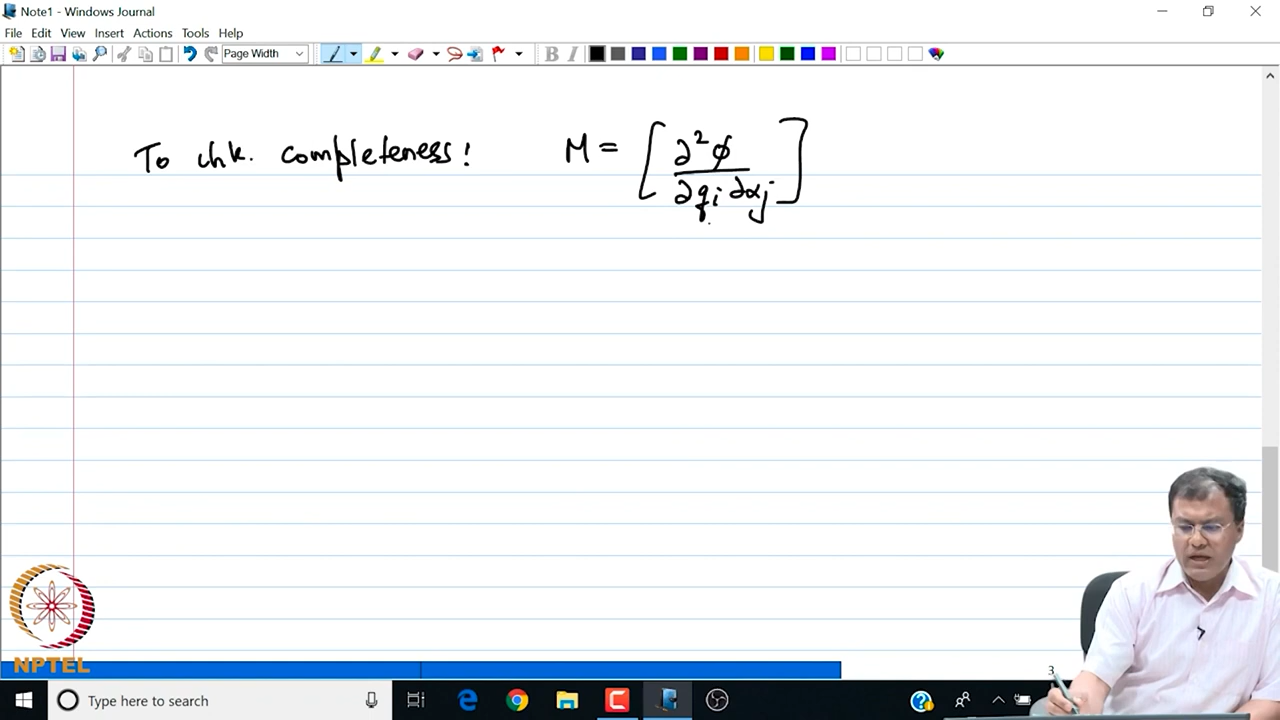 Note1 - Windows Journal
File Edit View Insert Actions Tools Help
Page Width
B I
To chk. completeness! M = [ ∂²φ / ∂qi ∂αj ]
NPTEL
3
Type here to search